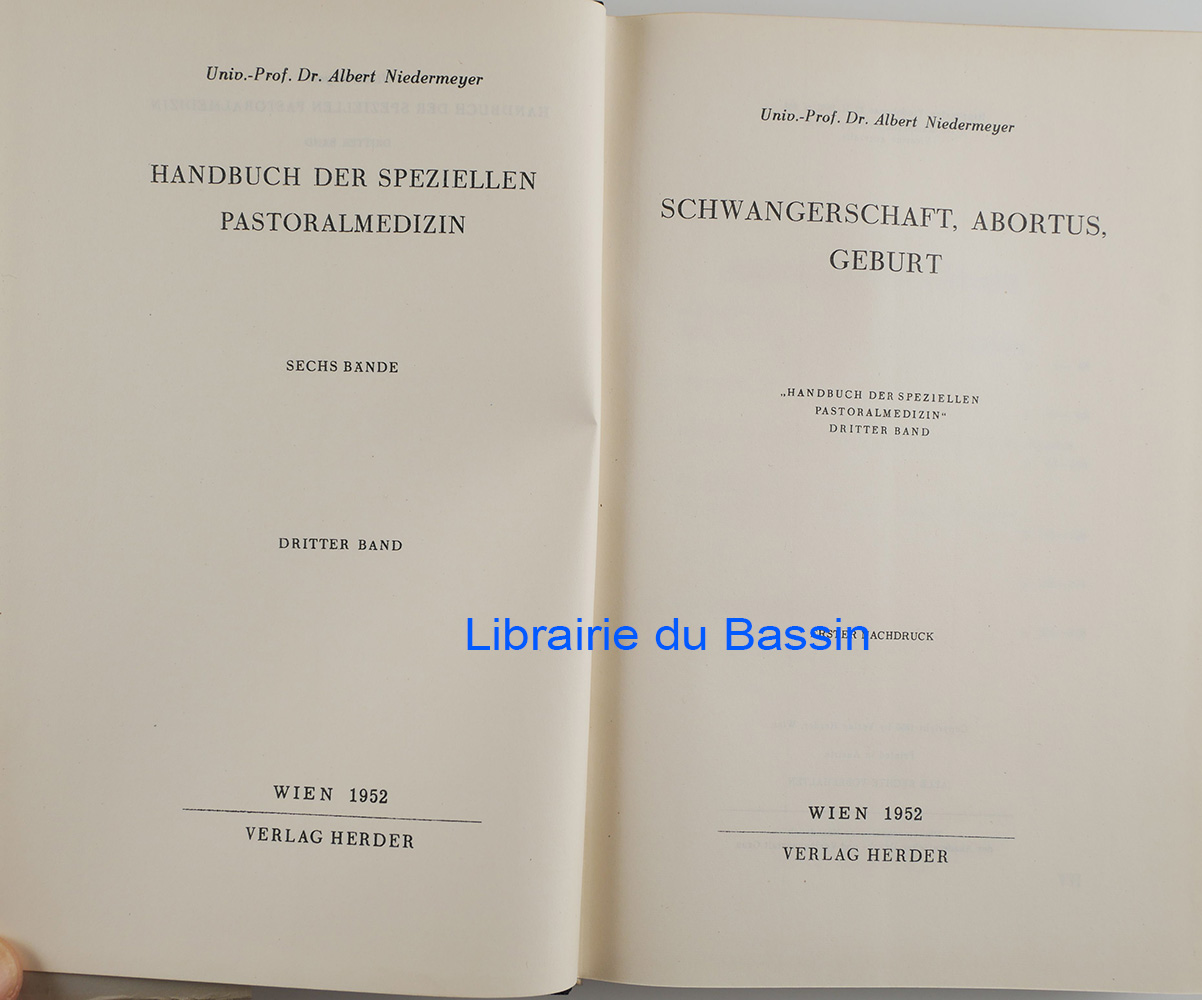 Univ.-Prof. Dr. Albert Niedermeyer
HANDBUCH DER SPEZIELLEN
PASTORALMEDIZIN
SECHS BÄNDE
DRITTER BAND
WIEN 1952
VERLAG HERDER
Univ.-Prof. Dr. Albert Niedermeyer
SCHWANGERSCHAFT, ABORTUS,
GEBURT
„HANDBUCH DER SPEZIELLEN
PASTORALMEDIZIN“
DRITTER BAND
ERSTER NACHDRUCK
WIEN 1952
VERLAG HERDER
Librairie du Bassin